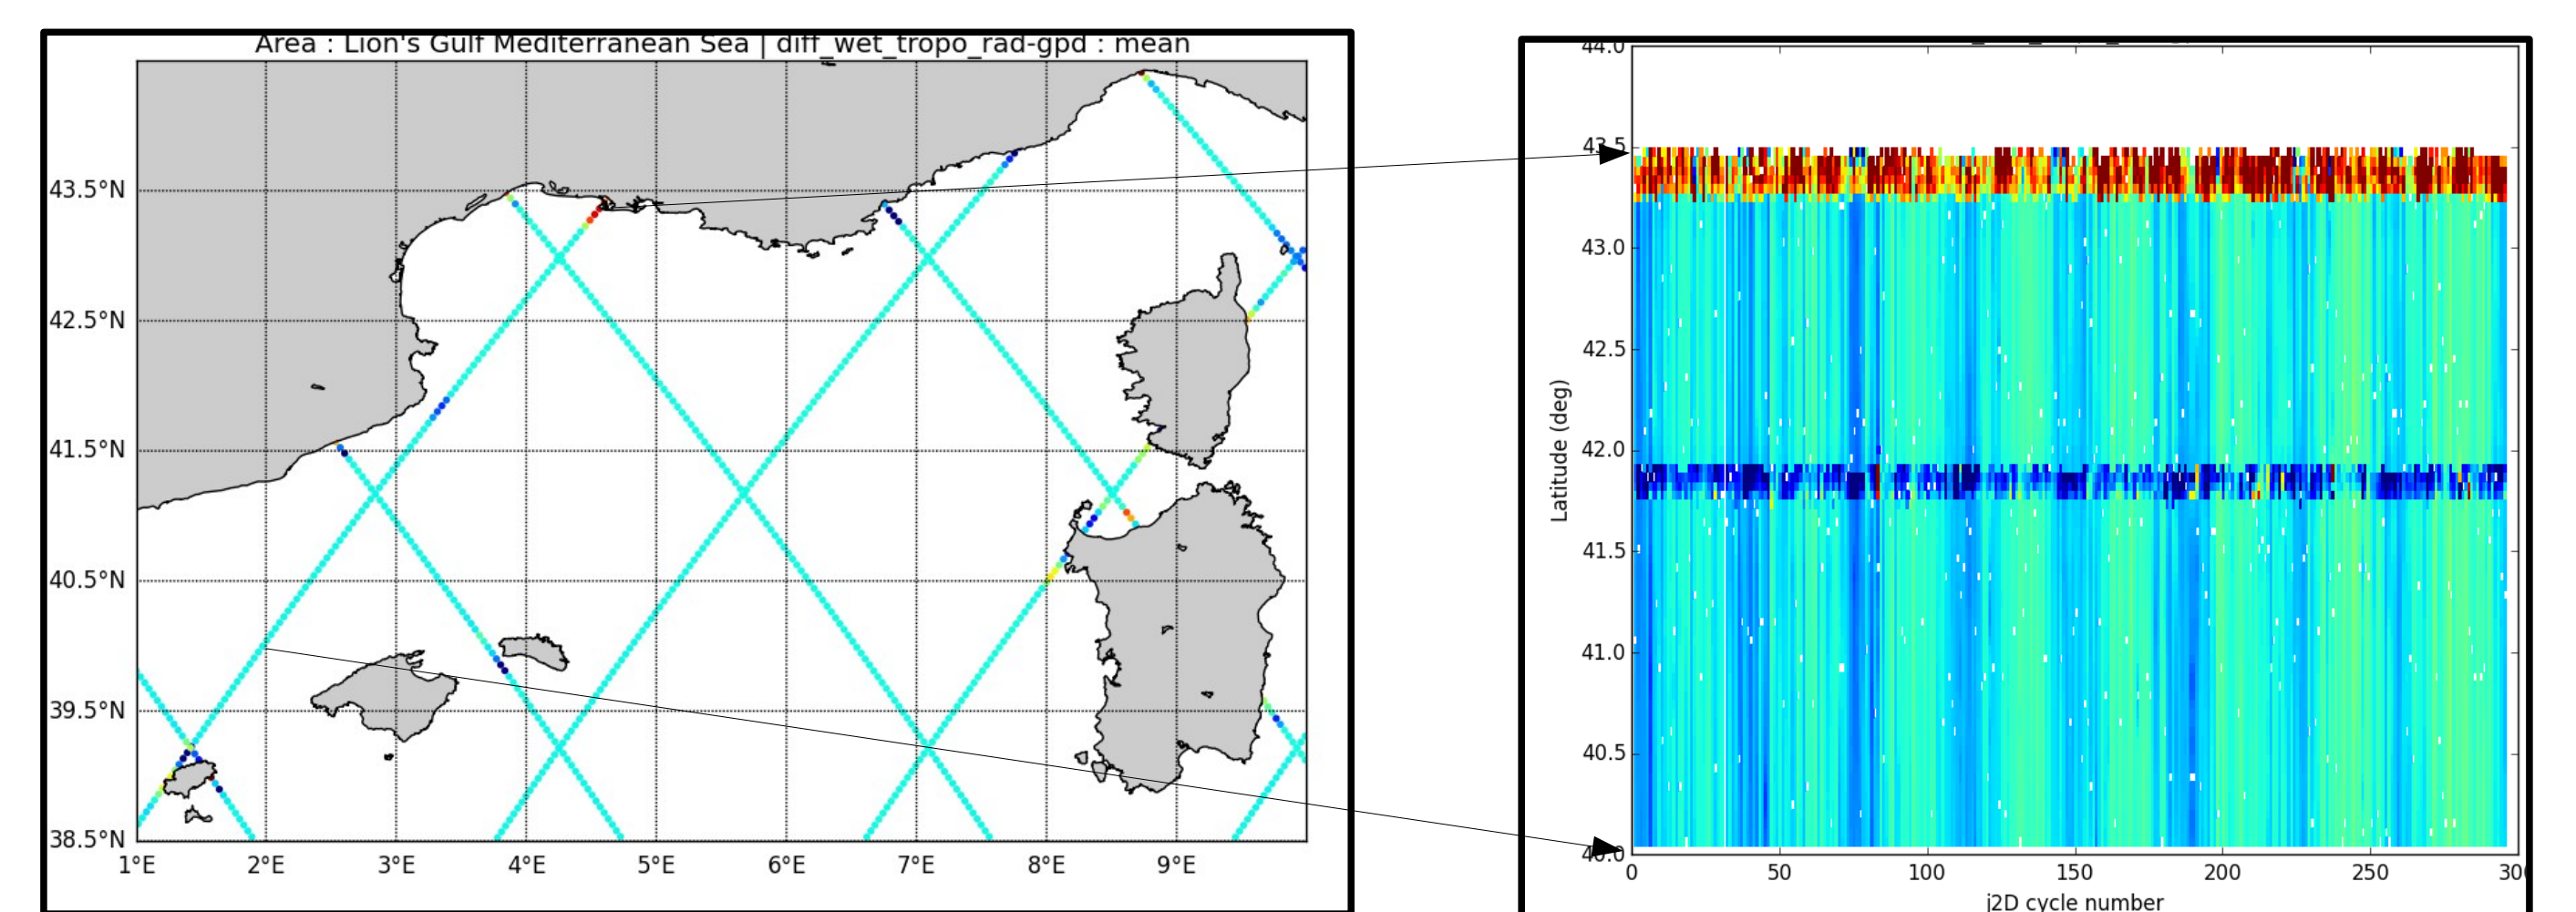 Area : Lion's Gulf Mediterranean Sea | diff_wet_tropo_rad-gpd : mean
43.5°N
42.5°N
41.5°N
40.5°N
39.5°N
38.5°N
1°E 2°E 3°E 4°E 5°E 6°E 7°E 8°E 9°E
44.0
43.5
43.0
42.5
42.0
41.5
41.0
40.5
40.0
Latitude (deg)
0 50 100 150 200 250 30
j2D cycle number